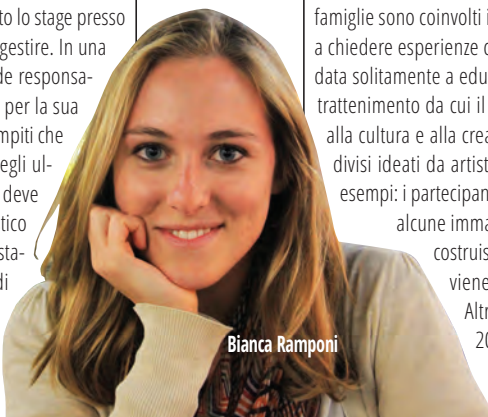 to lo stage presso
gestire. In una
de responsa-
per la sua
mpiti che
egli ul-
deve
tico
sta-
di
famiglie sono coinvolti i
a chiedere esperienze c
data solitamente a edu
trattenimento da cui il
alla cultura e alla crea
divisi ideati da artist
esempi: i partecipan
alcune imma
costruis
viene
Altr
20
Bianca Ramponi